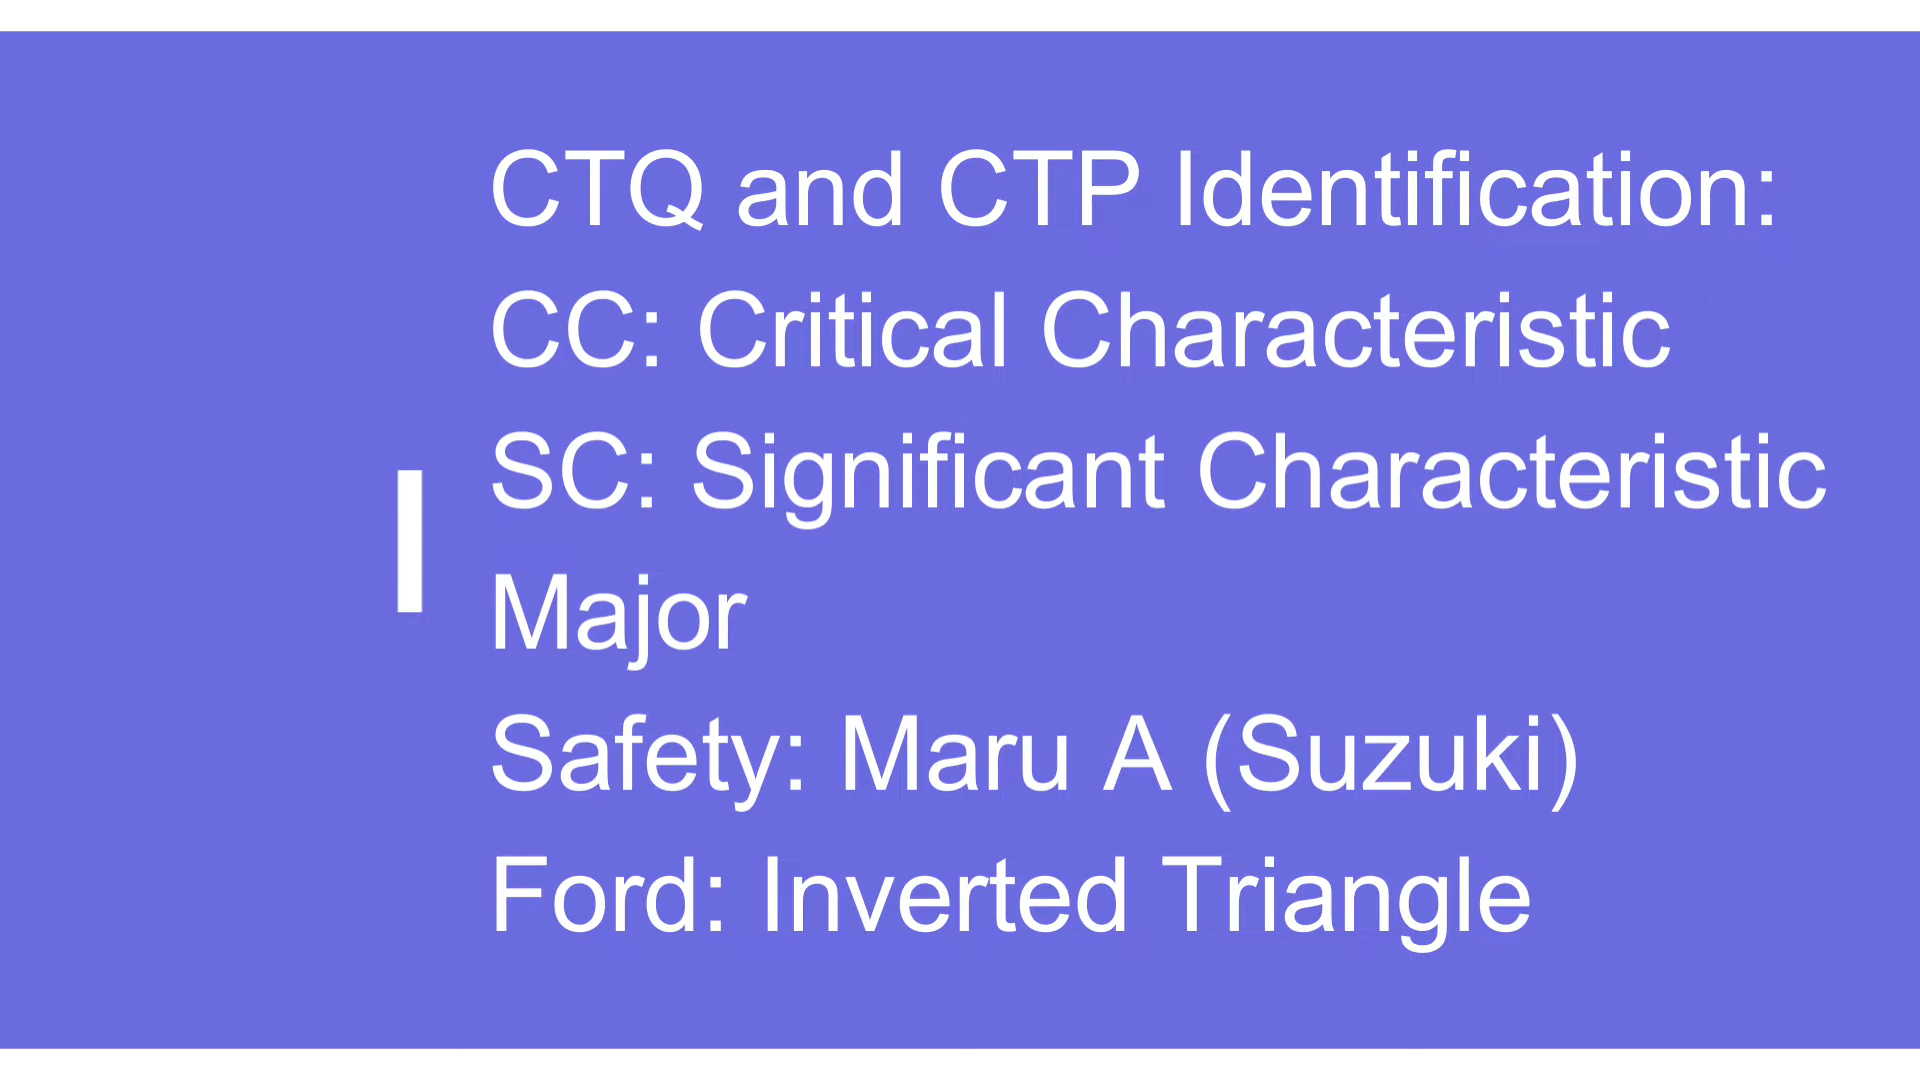 CTQ and CTP Identification:
CC: Critical Characteristic
SC: Significant Characteristic
Major
Safety: Maru A (Suzuki)
Ford: Inverted Triangle